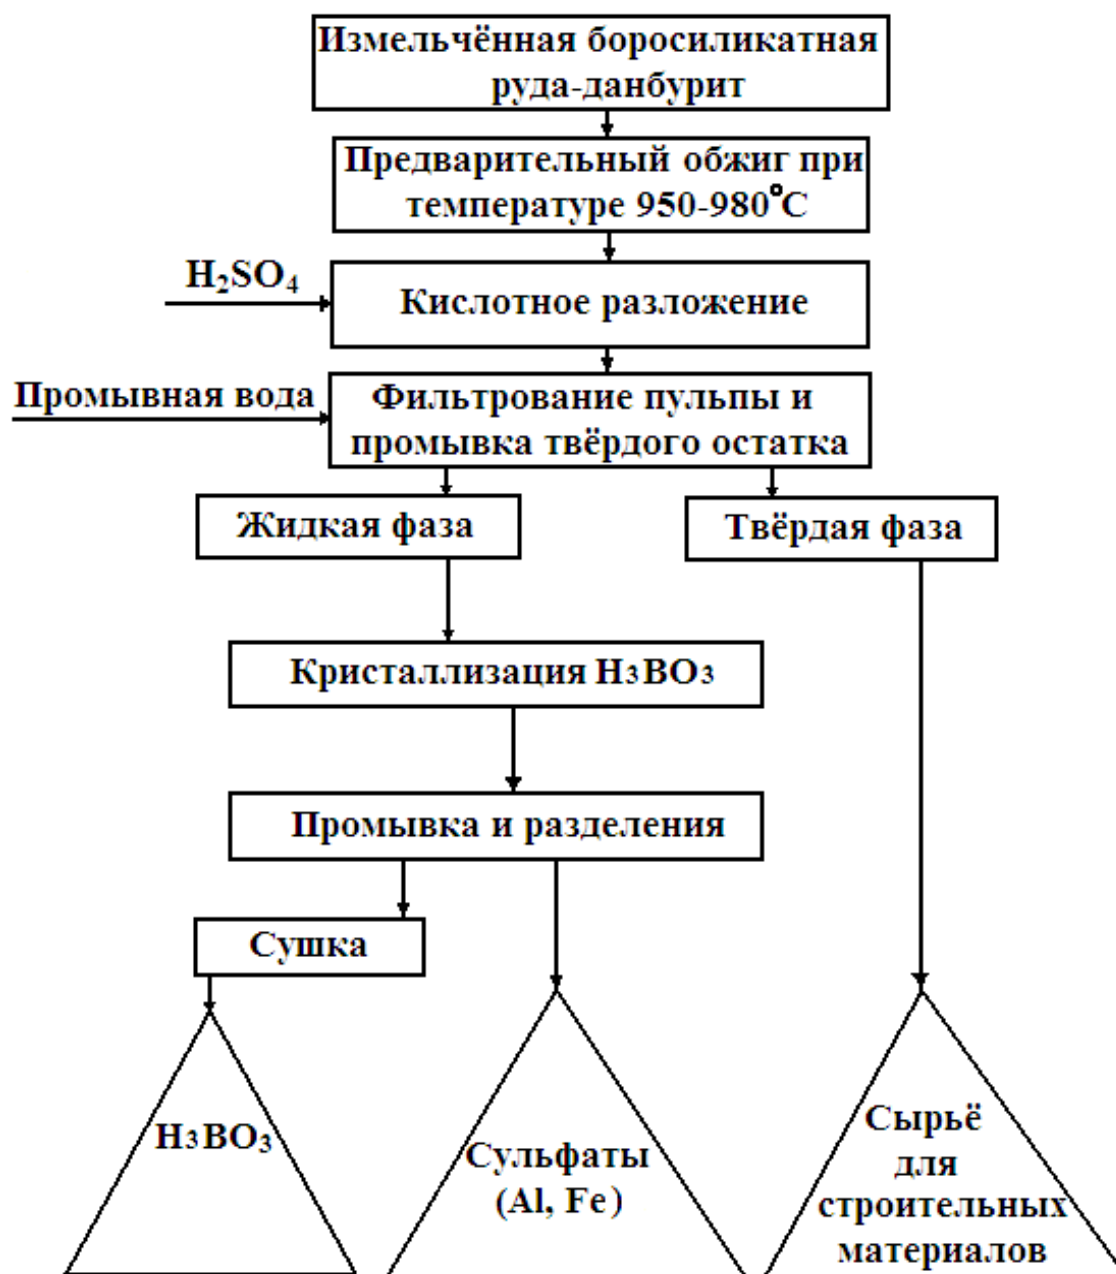 Измельчённая боросиликатная
руда-данбурит
Предварительный обжиг при
температуре 950-980°С
H₂SO₄
Кислотное разложение
Промывная вода
Фильтрование пульпы и
промывка твёрдого остатка
Жидкая фаза
Твёрдая фаза
Кристаллизация H₃BO₃
Промывка и разделения
Сушка
H₃BO₃
Сульфаты
(Al, Fe)
Сырьё
для
строительных
материалов